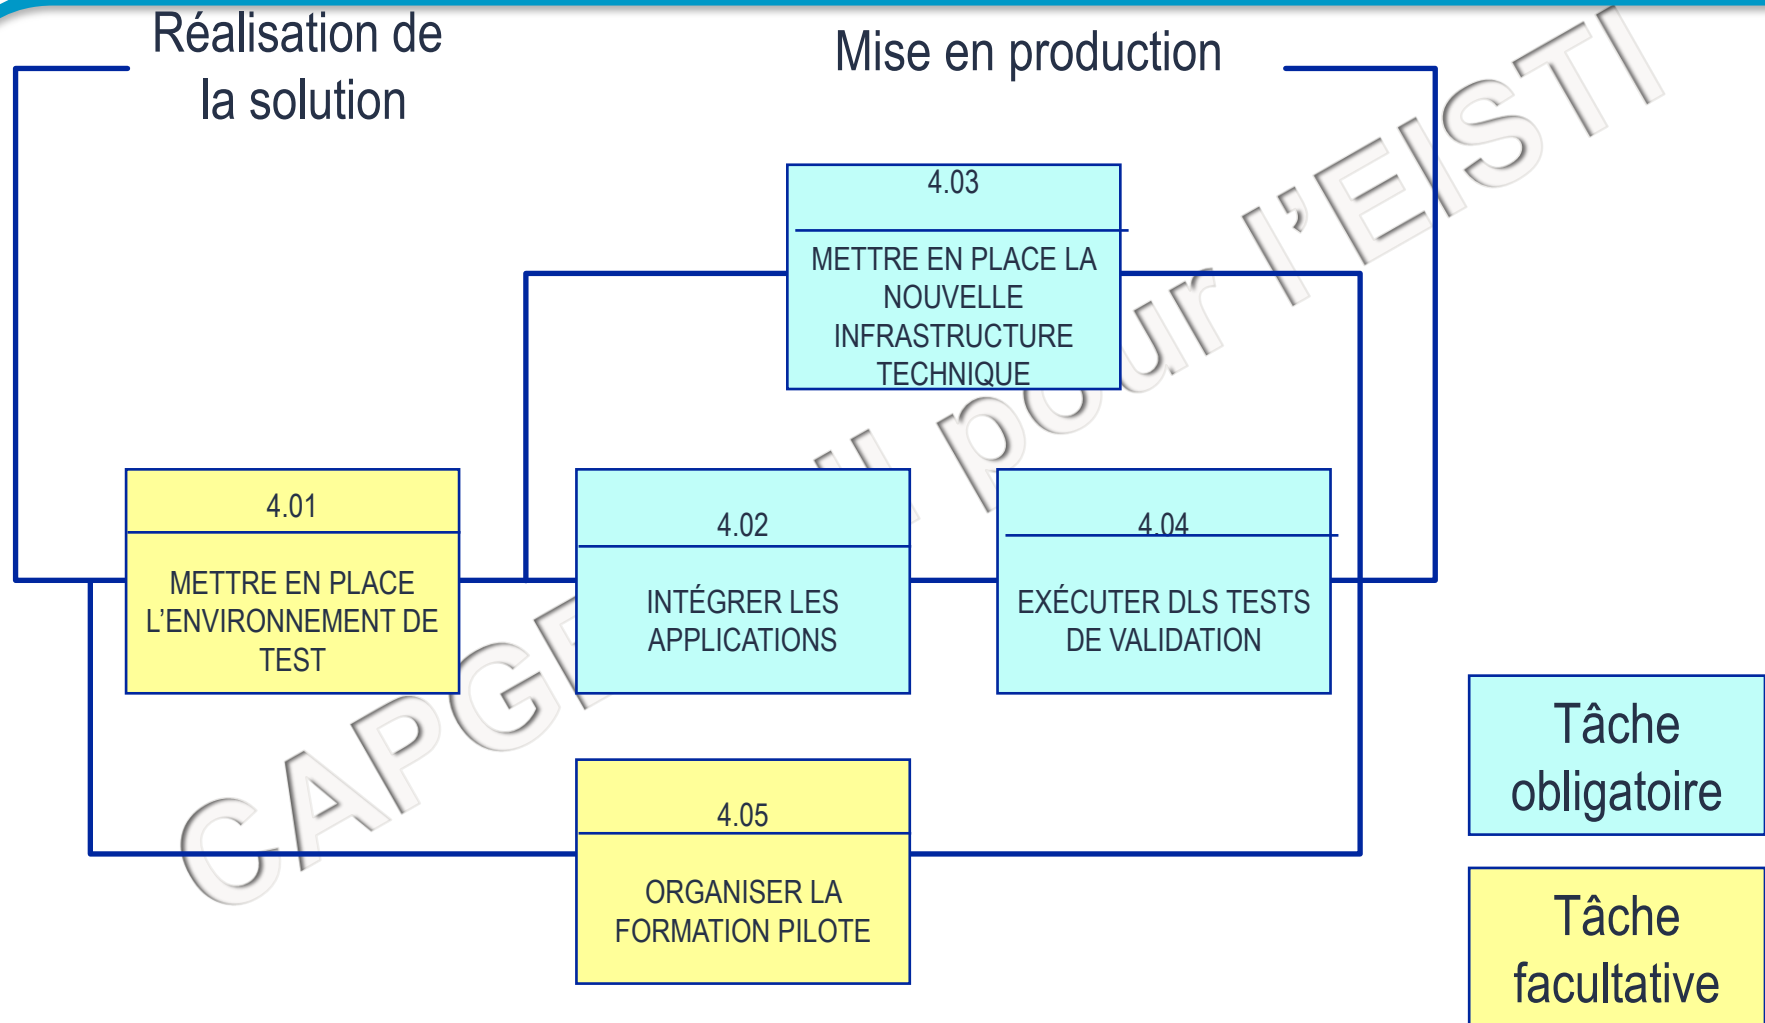 Réalisation de
la solution
Mise en production
4.03
METTRE EN PLACE LA
NOUVELLE
INFRASTRUCTURE
TECHNIQUE
4.01
METTRE EN PLACE
L’ENVIRONNEMENT DE
TEST
4.02
INTÉGRER LES
APPLICATIONS
4.04
EXÉCUTER DLS TESTS
DE VALIDATION
4.05
ORGANISER LA
FORMATION PILOTE
Tâche
obligatoire
Tâche
facultative
pour l’EISTI